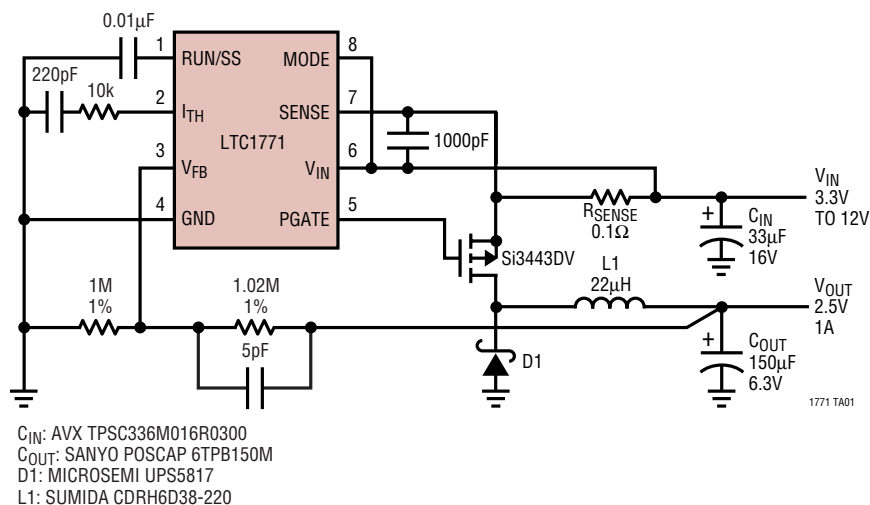 0.01µF
1
RUN/SS
MODE
8
220pF
10k
2
I_TH
SENSE
7
LTC1771
1000pF
3
V_FB
V_IN
6
4
GND
PGATE
5
R_SENSE
0.1Ω
V_IN
3.3V
TO 12V
+
C_IN
33µF
16V
Si3443DV
L1
22µH
1M
1%
1.02M
1%
5pF
V_OUT
2.5V
1A
+
C_OUT
150µF
6.3V
D1
1771 TA01
C_IN: AVX TPSC336M016R0300
C_OUT: SANYO POSCAP 6TPB150M
D1: MICROSEMI UPS5817
L1: SUMIDA CDRH6D38-220